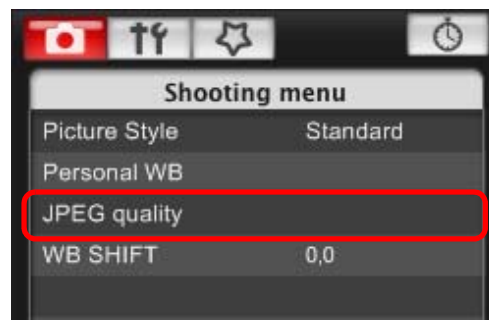 Shooting menu
Picture Style Standard
Personal WB
JPEG quality
WB SHIFT 0,0